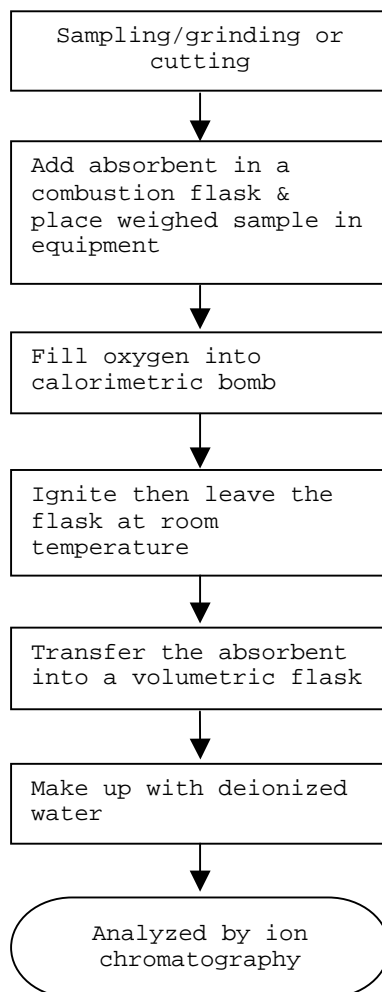 Sampling/grinding or
cutting
Add absorbent in a
combustion flask &
place weighed sample in
equipment
Fill oxygen into
calorimetric bomb
Ignite then leave the
flask at room
temperature
Transfer the absorbent
into a volumetric flask
Make up with deionized
water
Analyzed by ion
chromatography